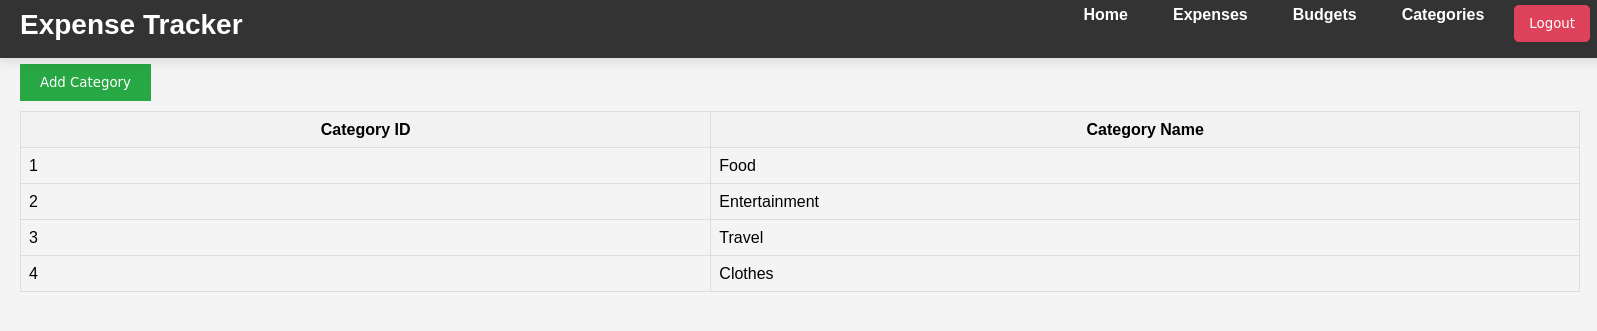 Expense Tracker Home Expenses Budgets Categories Logout
Add Category
Category ID Category Name
1 Food
2 Entertainment
3 Travel
4 Clothes